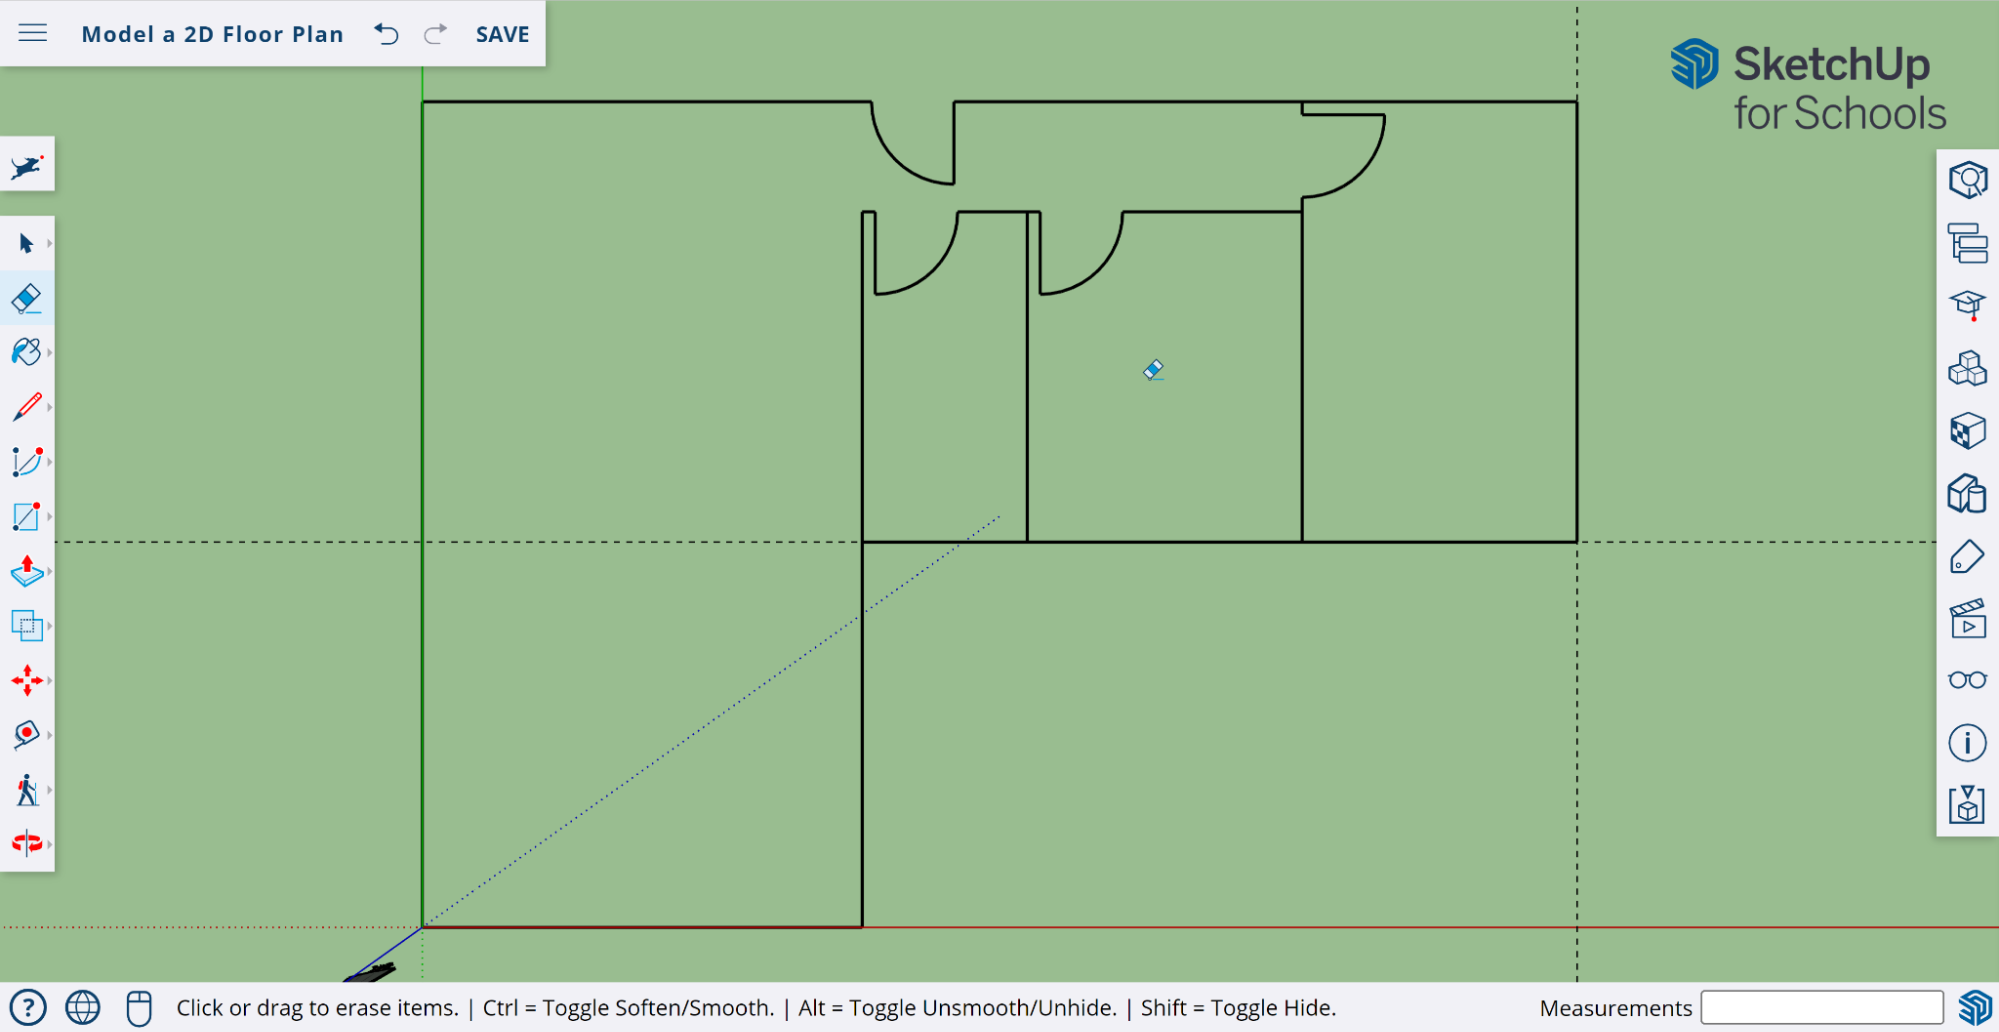 Model a 2D Floor Plan
SAVE
SketchUp
for Schools
Click or drag to erase items. | Ctrl = Toggle Soften/Smooth. | Alt = Toggle Unsmooth/Unhide. | Shift = Toggle Hide.
Measurements